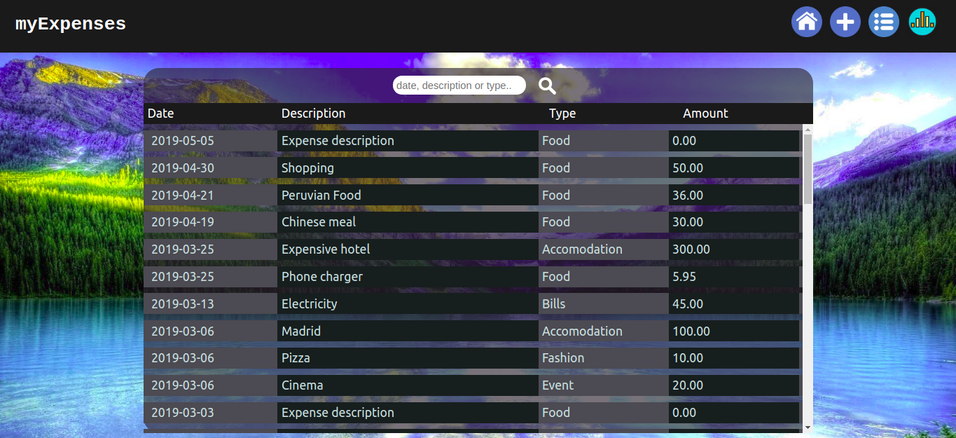 myExpenses
date, description or type..
Date Description Type Amount
2019-05-05 Expense description Food 0.00
2019-04-30 Shopping Food 50.00
2019-04-21 Peruvian Food Food 36.00
2019-04-19 Chinese meal Food 30.00
2019-03-25 Expensive hotel Accomodation 300.00
2019-03-25 Phone charger Food 5.95
2019-03-13 Electricity Bills 45.00
2019-03-06 Madrid Accomodation 100.00
2019-03-06 Pizza Fashion 10.00
2019-03-06 Cinema Event 20.00
2019-03-03 Expense description Food 0.00